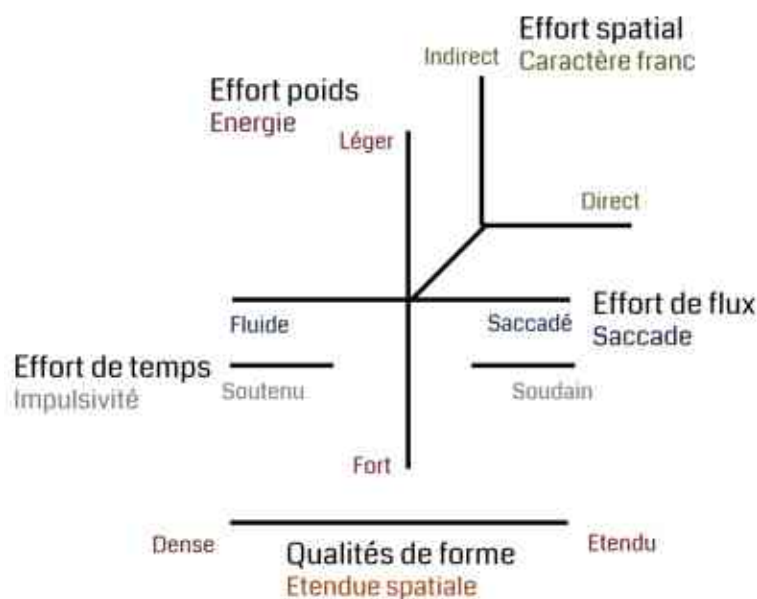 Effort spatial
Indirect
Caractère franc
Effort poids
Energie
Léger
Direct
Fluide
Saccadé
Effort de flux
Saccade
Effort de temps
Impulsivité
Soutenu
Soudain
Fort
Dense
Qualités de forme
Etendue spatiale
Etendu